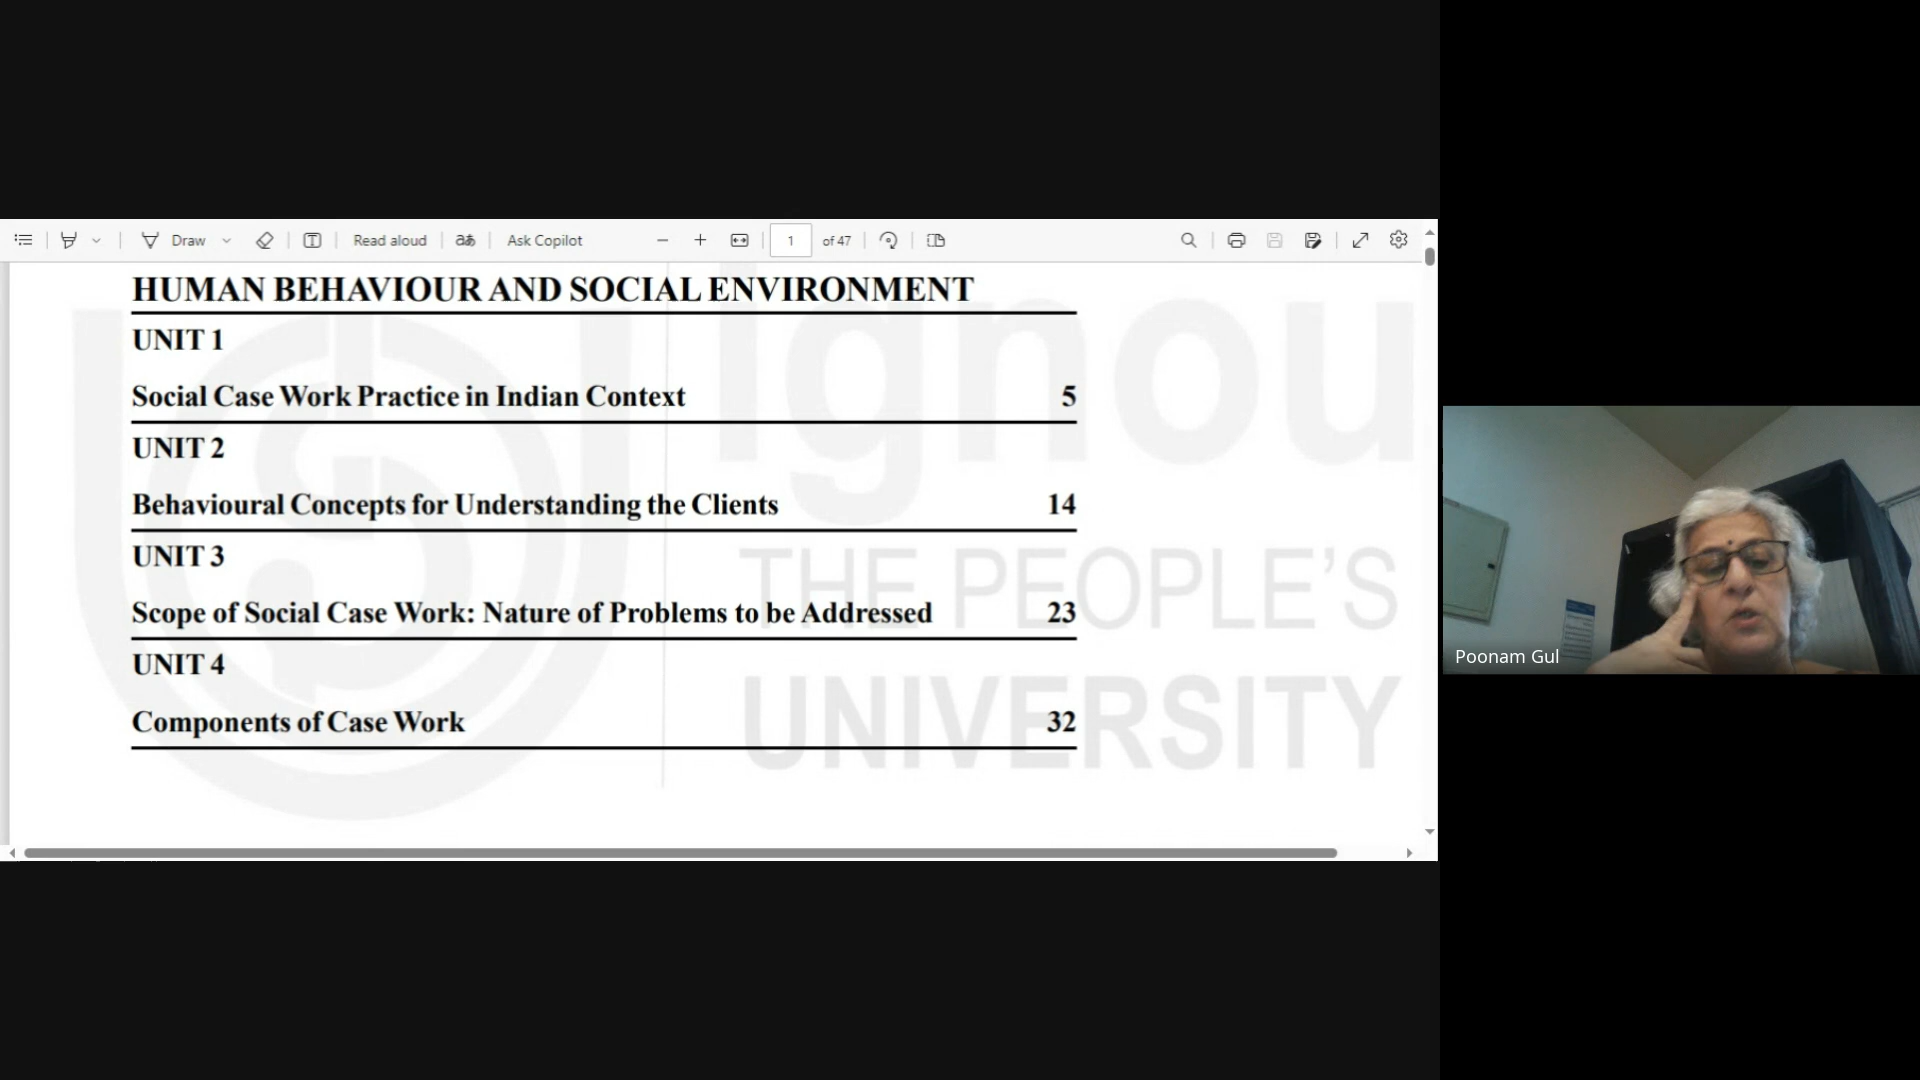 Draw
Read aloud
aあ
Ask Copilot
1
of 47
HUMAN BEHAVIOUR AND SOCIAL ENVIRONMENT
UNIT 1
Social Case Work Practice in Indian Context 5
UNIT 2
Behavioural Concepts for Understanding the Clients 14
UNIT 3
Scope of Social Case Work: Nature of Problems to be Addressed 23
UNIT 4
Components of Case Work 32
ignou
THE PEOPLE'S
UNIVERSITY
Poonam Gul